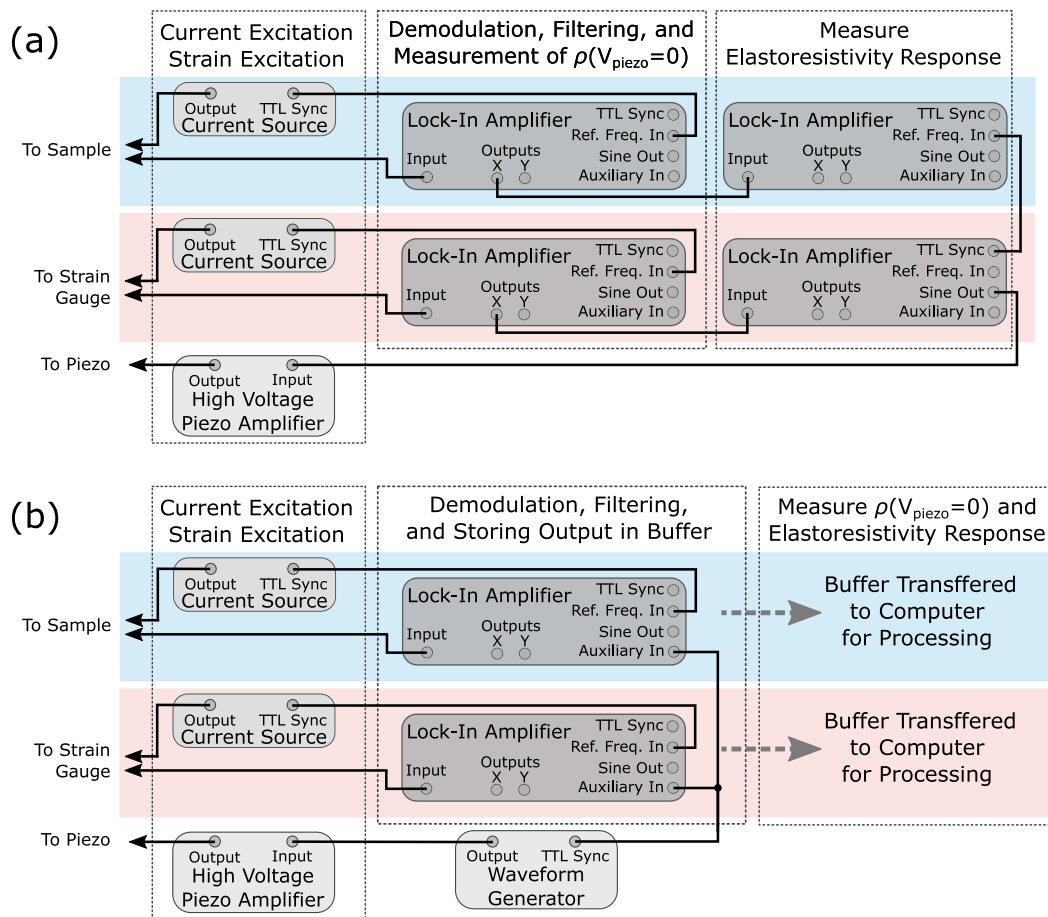 (a)
Current Excitation
Strain Excitation
Demodulation, Filtering, and
Measurement of ρ(Vpiezo=0)
Measure
Elastoresistivity Response
Output TTL Sync
Current Source
To Sample
Lock-In Amplifier
TTL Sync
Ref. Freq. In
Sine Out
Auxiliary In
Input
Outputs
X Y
Lock-In Amplifier
TTL Sync
Ref. Freq. In
Sine Out
Auxiliary In
Input
Outputs
X Y
Output TTL Sync
Current Source
To Strain
Gauge
Lock-In Amplifier
TTL Sync
Ref. Freq. In
Sine Out
Auxiliary In
Input
Outputs
X Y
Lock-In Amplifier
TTL Sync
Ref. Freq. In
Sine Out
Auxiliary In
Input
Outputs
X Y
To Piezo
Output Input
High Voltage
Piezo Amplifier
(b)
Current Excitation
Strain Excitation
Demodulation, Filtering,
and Storing Output in Buffer
Measure ρ(Vpiezo=0) and
Elastoresistivity Response
Output TTL Sync
Current Source
To Sample
Lock-In Amplifier
TTL Sync
Ref. Freq. In
Sine Out
Auxiliary In
Input
Outputs
X Y
Buffer Transffered
to Computer
for Processing
Output TTL Sync
Current Source
To Strain
Gauge
Lock-In Amplifier
TTL Sync
Ref. Freq. In
Sine Out
Auxiliary In
Input
Outputs
X Y
Buffer Transffered
to Computer
for Processing
To Piezo
Output Input
High Voltage
Piezo Amplifier
Output TTL Sync
Waveform
Generator